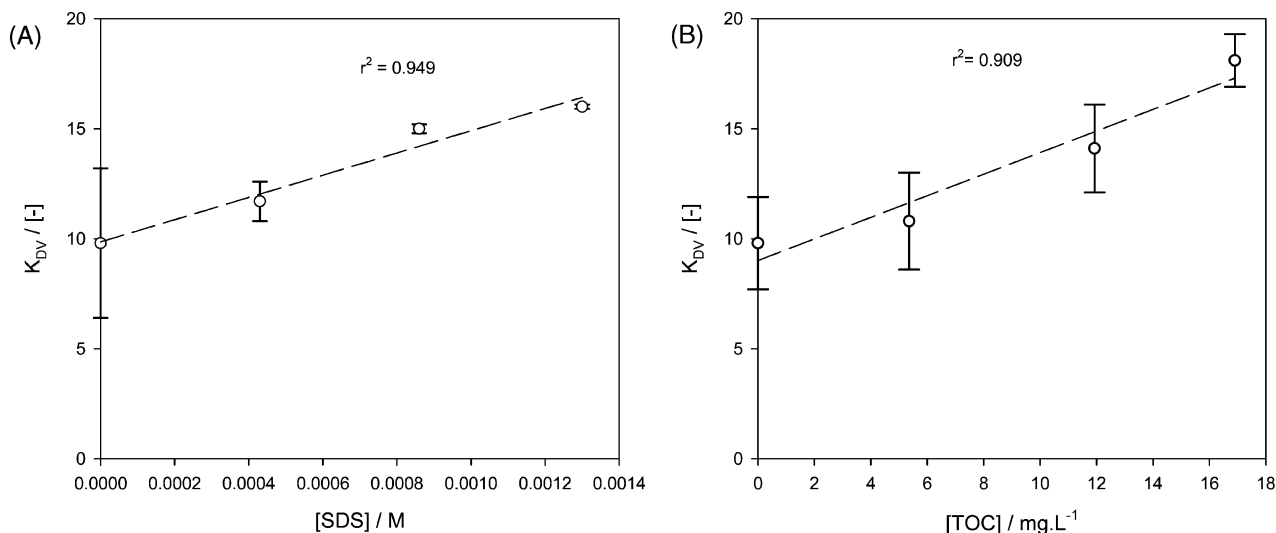 (A)
r² = 0.949
20
15
10
5
0
K_DV / [-]
0.0000 0.0002 0.0004 0.0006 0.0008 0.0010 0.0012 0.0014
[SDS] / M
(B)
r² = 0.909
20
15
10
5
0
K_DV / [-]
0 2 4 6 8 10 12 14 16 18
[TOC] / mg.L⁻¹